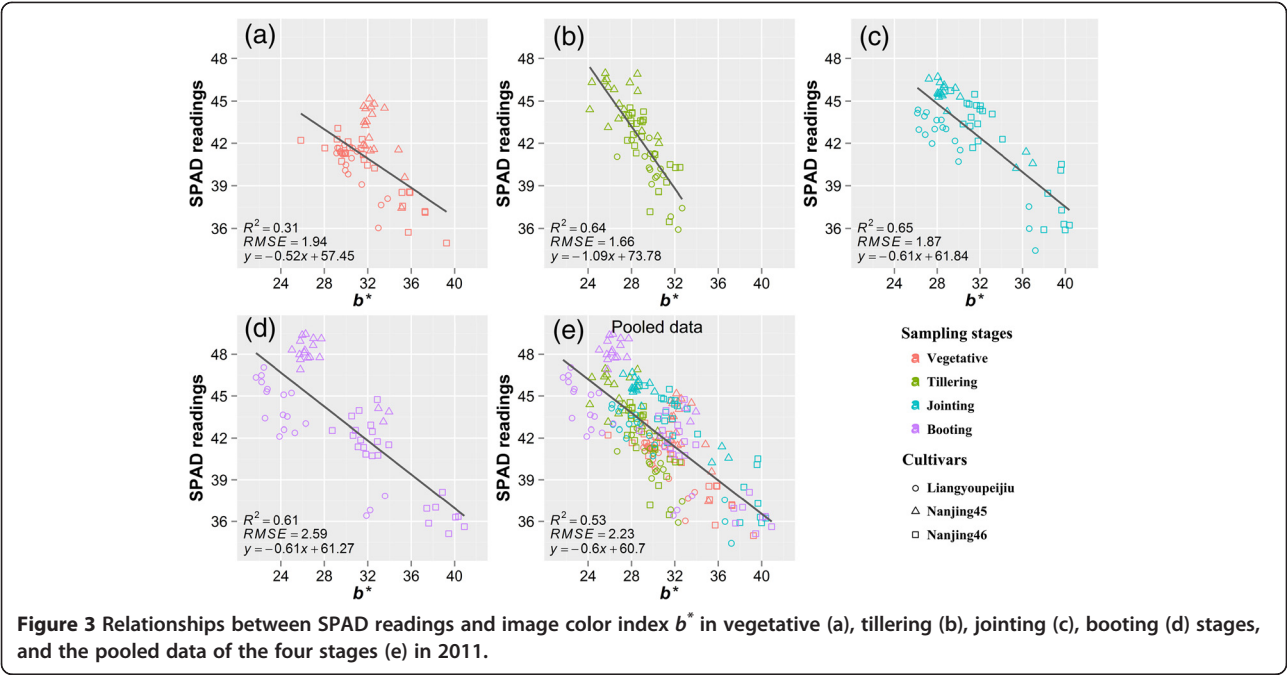 (a)
48
45
42
39
36
SPAD readings
R² = 0.31
RMSE = 1.94
y = −0.52x + 57.45
24 28 32 36 40
b*
(b)
48
45
42
39
36
SPAD readings
R² = 0.64
RMSE = 1.66
y = −1.09x + 73.78
24 28 32 36 40
b*
(c)
48
45
42
39
36
SPAD readings
R² = 0.65
RMSE = 1.87
y = −0.61x + 61.84
24 28 32 36 40
b*
(d)
48
45
42
39
36
SPAD readings
R² = 0.61
RMSE = 2.59
y = −0.61x + 61.27
24 28 32 36 40
b*
(e) Pooled data
48
45
42
39
36
SPAD readings
R² = 0.53
RMSE = 2.23
y = −0.6x + 60.7
24 28 32 36 40
b*
Sampling stages
a Vegetative
a Tillering
a Jointing
a Booting
Cultivars
Liangyoupeijiu
Nanjing45
Nanjing46
Figure 3 Relationships between SPAD readings and image color index b* in vegetative (a), tillering (b), jointing (c), booting (d) stages,
and the pooled data of the four stages (e) in 2011.